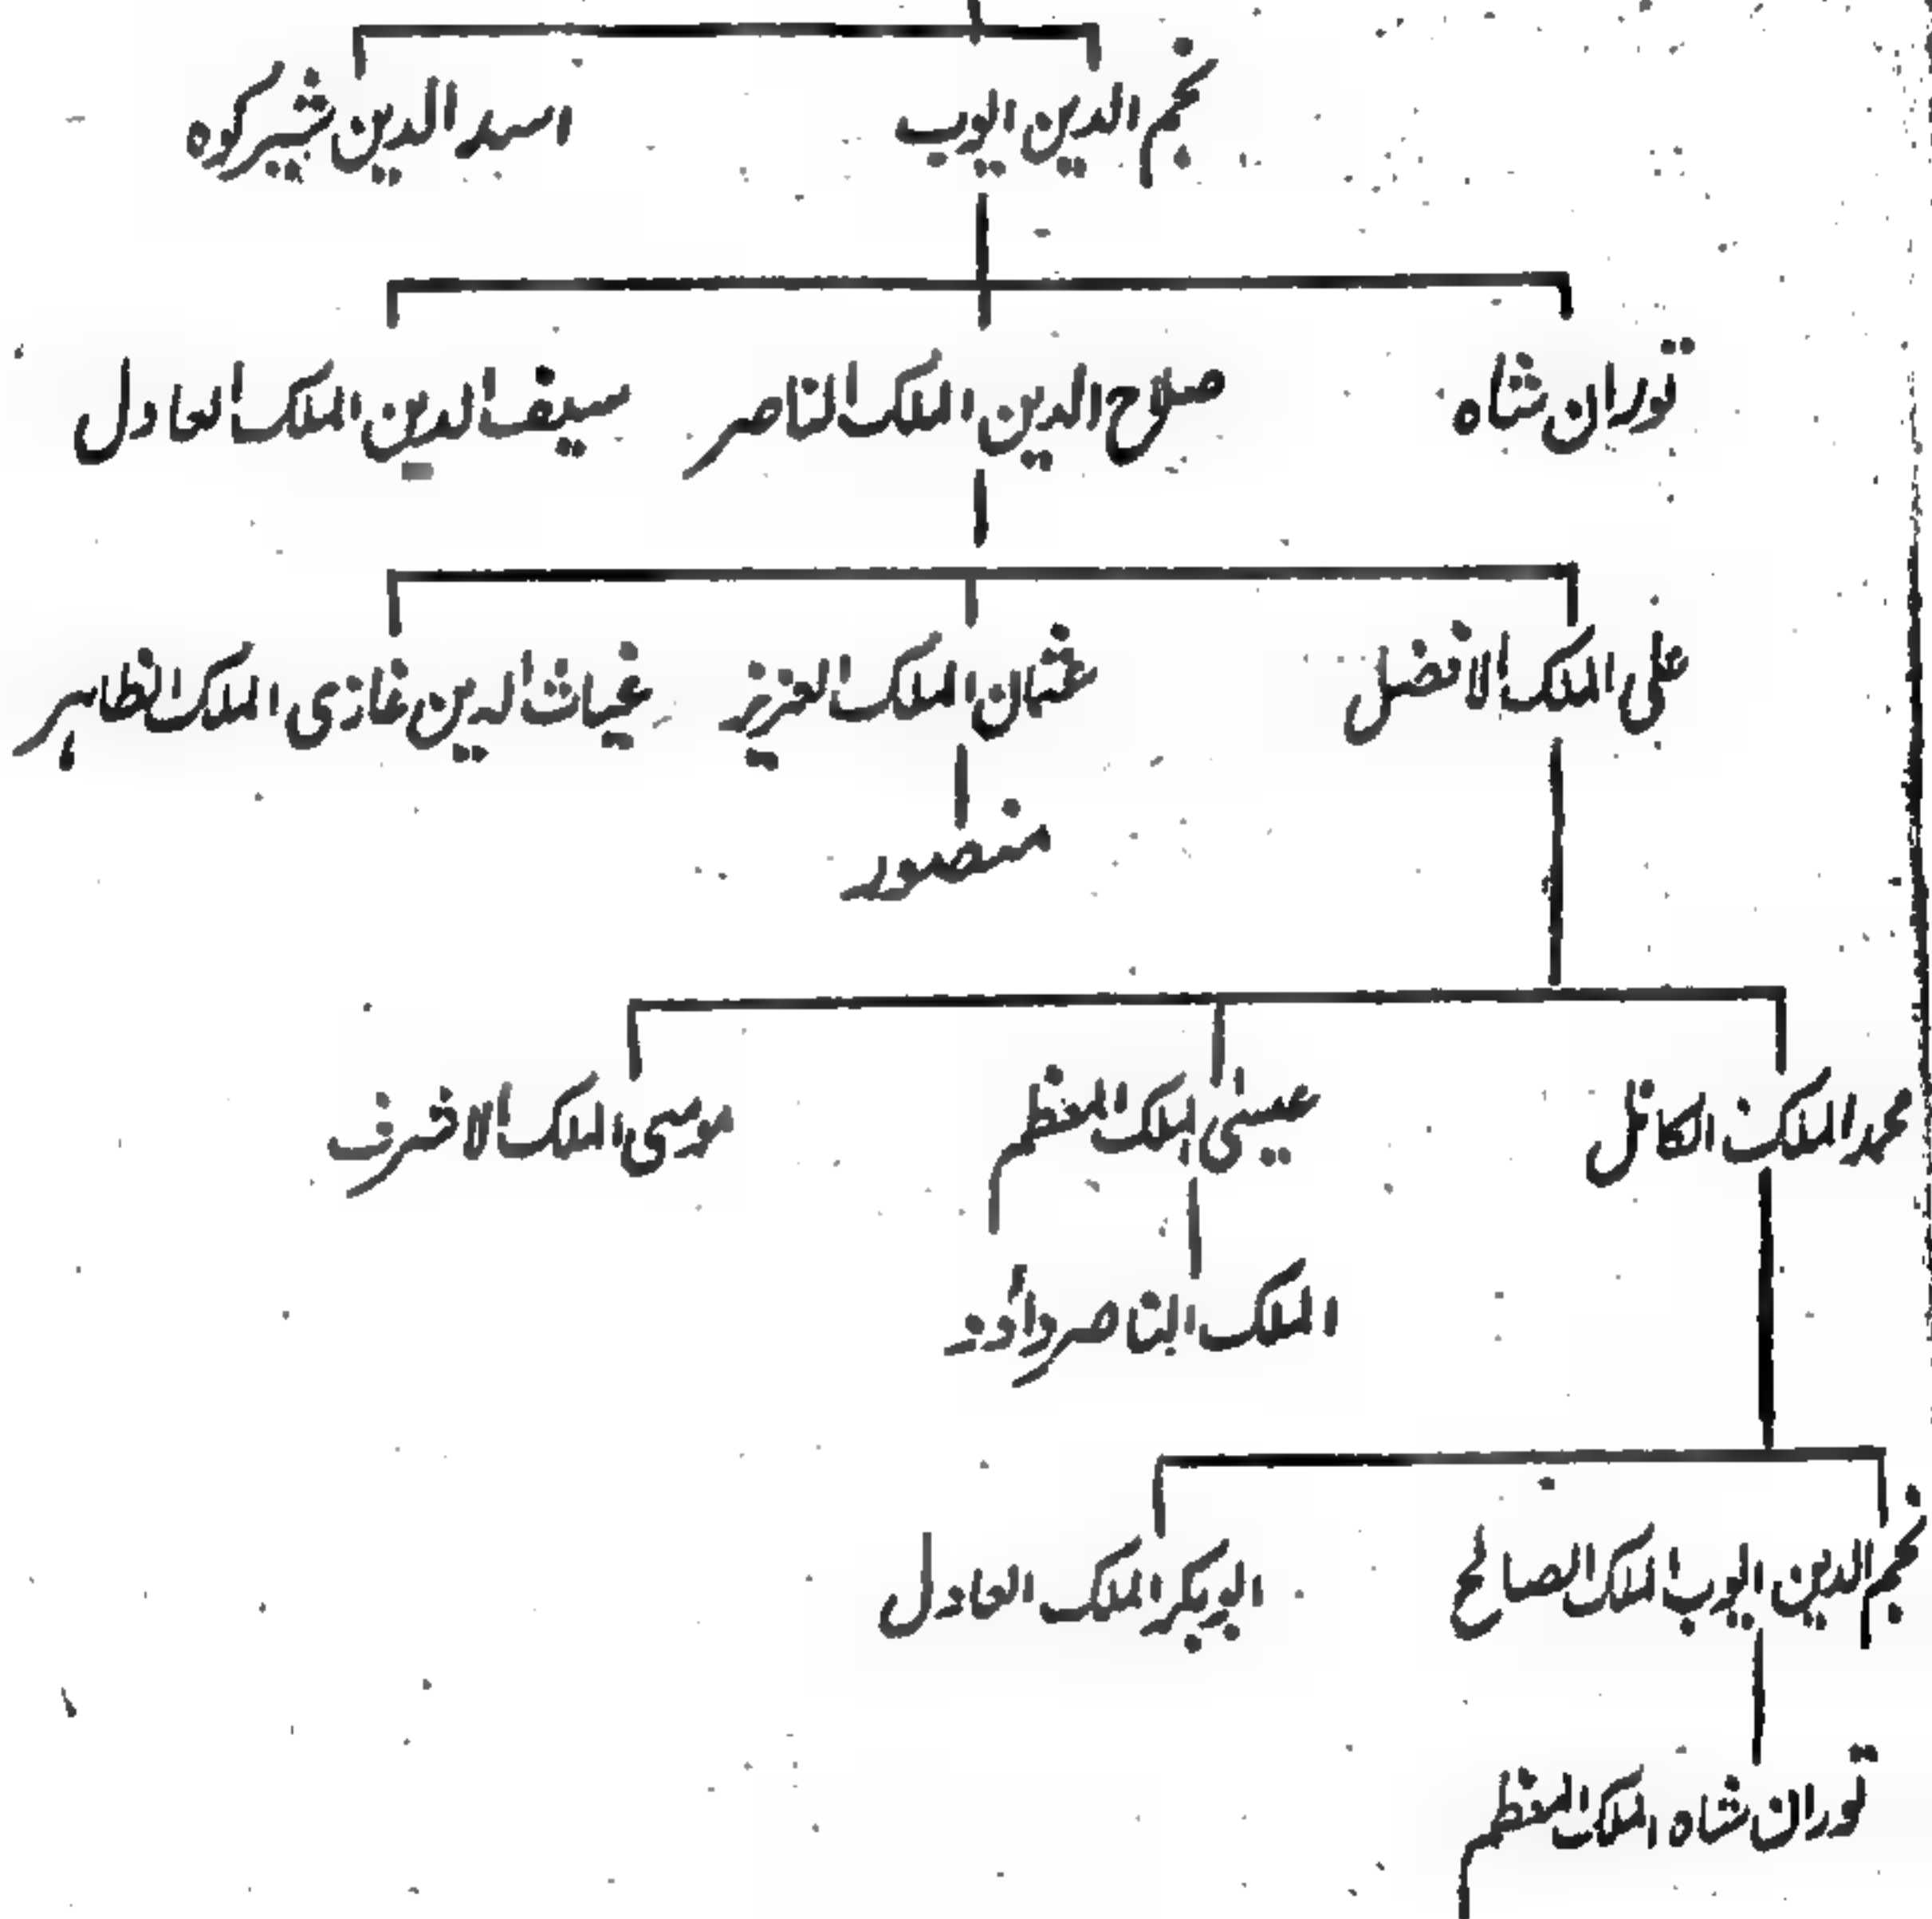 نجم الدین ایوب اسد الدین شیرکوہ
توران شاہ صلاح الدین الملک الناصر سیف الدین الملک العادل
علی الملک الافضل عثمان الملک العزیز غیاث الدین غازی الملک الظاہر
منصور
محمد الملک الکامل عیسیٰ الملک المعظم موسی الملک الاشرف
الملک الناصر داؤد
نجم الدین ایوب الملک الصالح ابوبکر الملک العادل
توران شاہ الملک المعظم